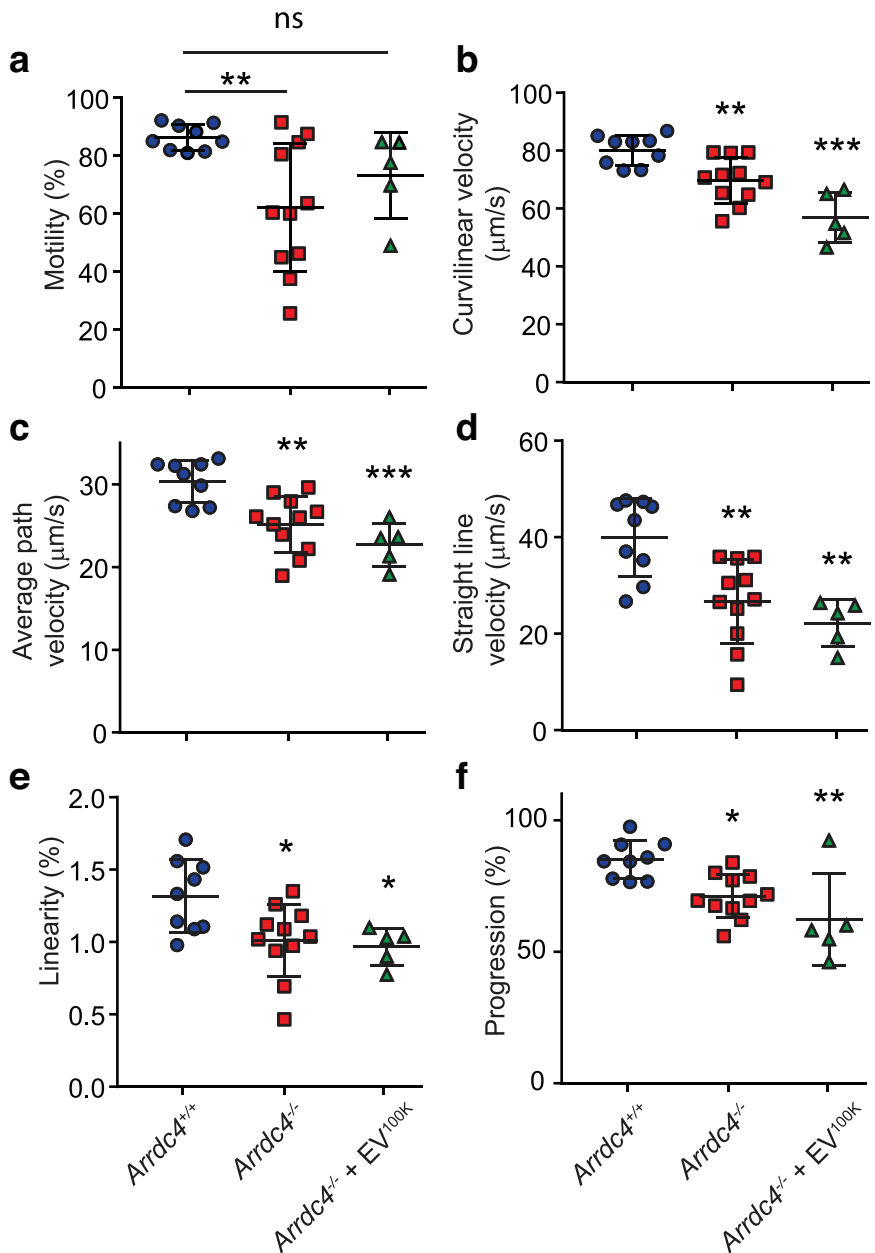 ns
a
**
Motility (%)
100
80
60
40
20
0
b
**
***
Curvilinear velocity
(μm/s)
100
80
60
40
20
0
c
**
***
Average path
velocity (μm/s)
30
20
10
0
d
**
**
Straight line
velocity (μm/s)
60
40
20
0
e
*
*
Linearity (%)
2.0
1.5
1.0
0.5
0.0
Arrdc4+/+
Arrdc4-/-
Arrdc4-/- + EV100K
f
*
**
Progression (%)
100
50
0
Arrdc4+/+
Arrdc4-/-
Arrdc4-/- + EV100K